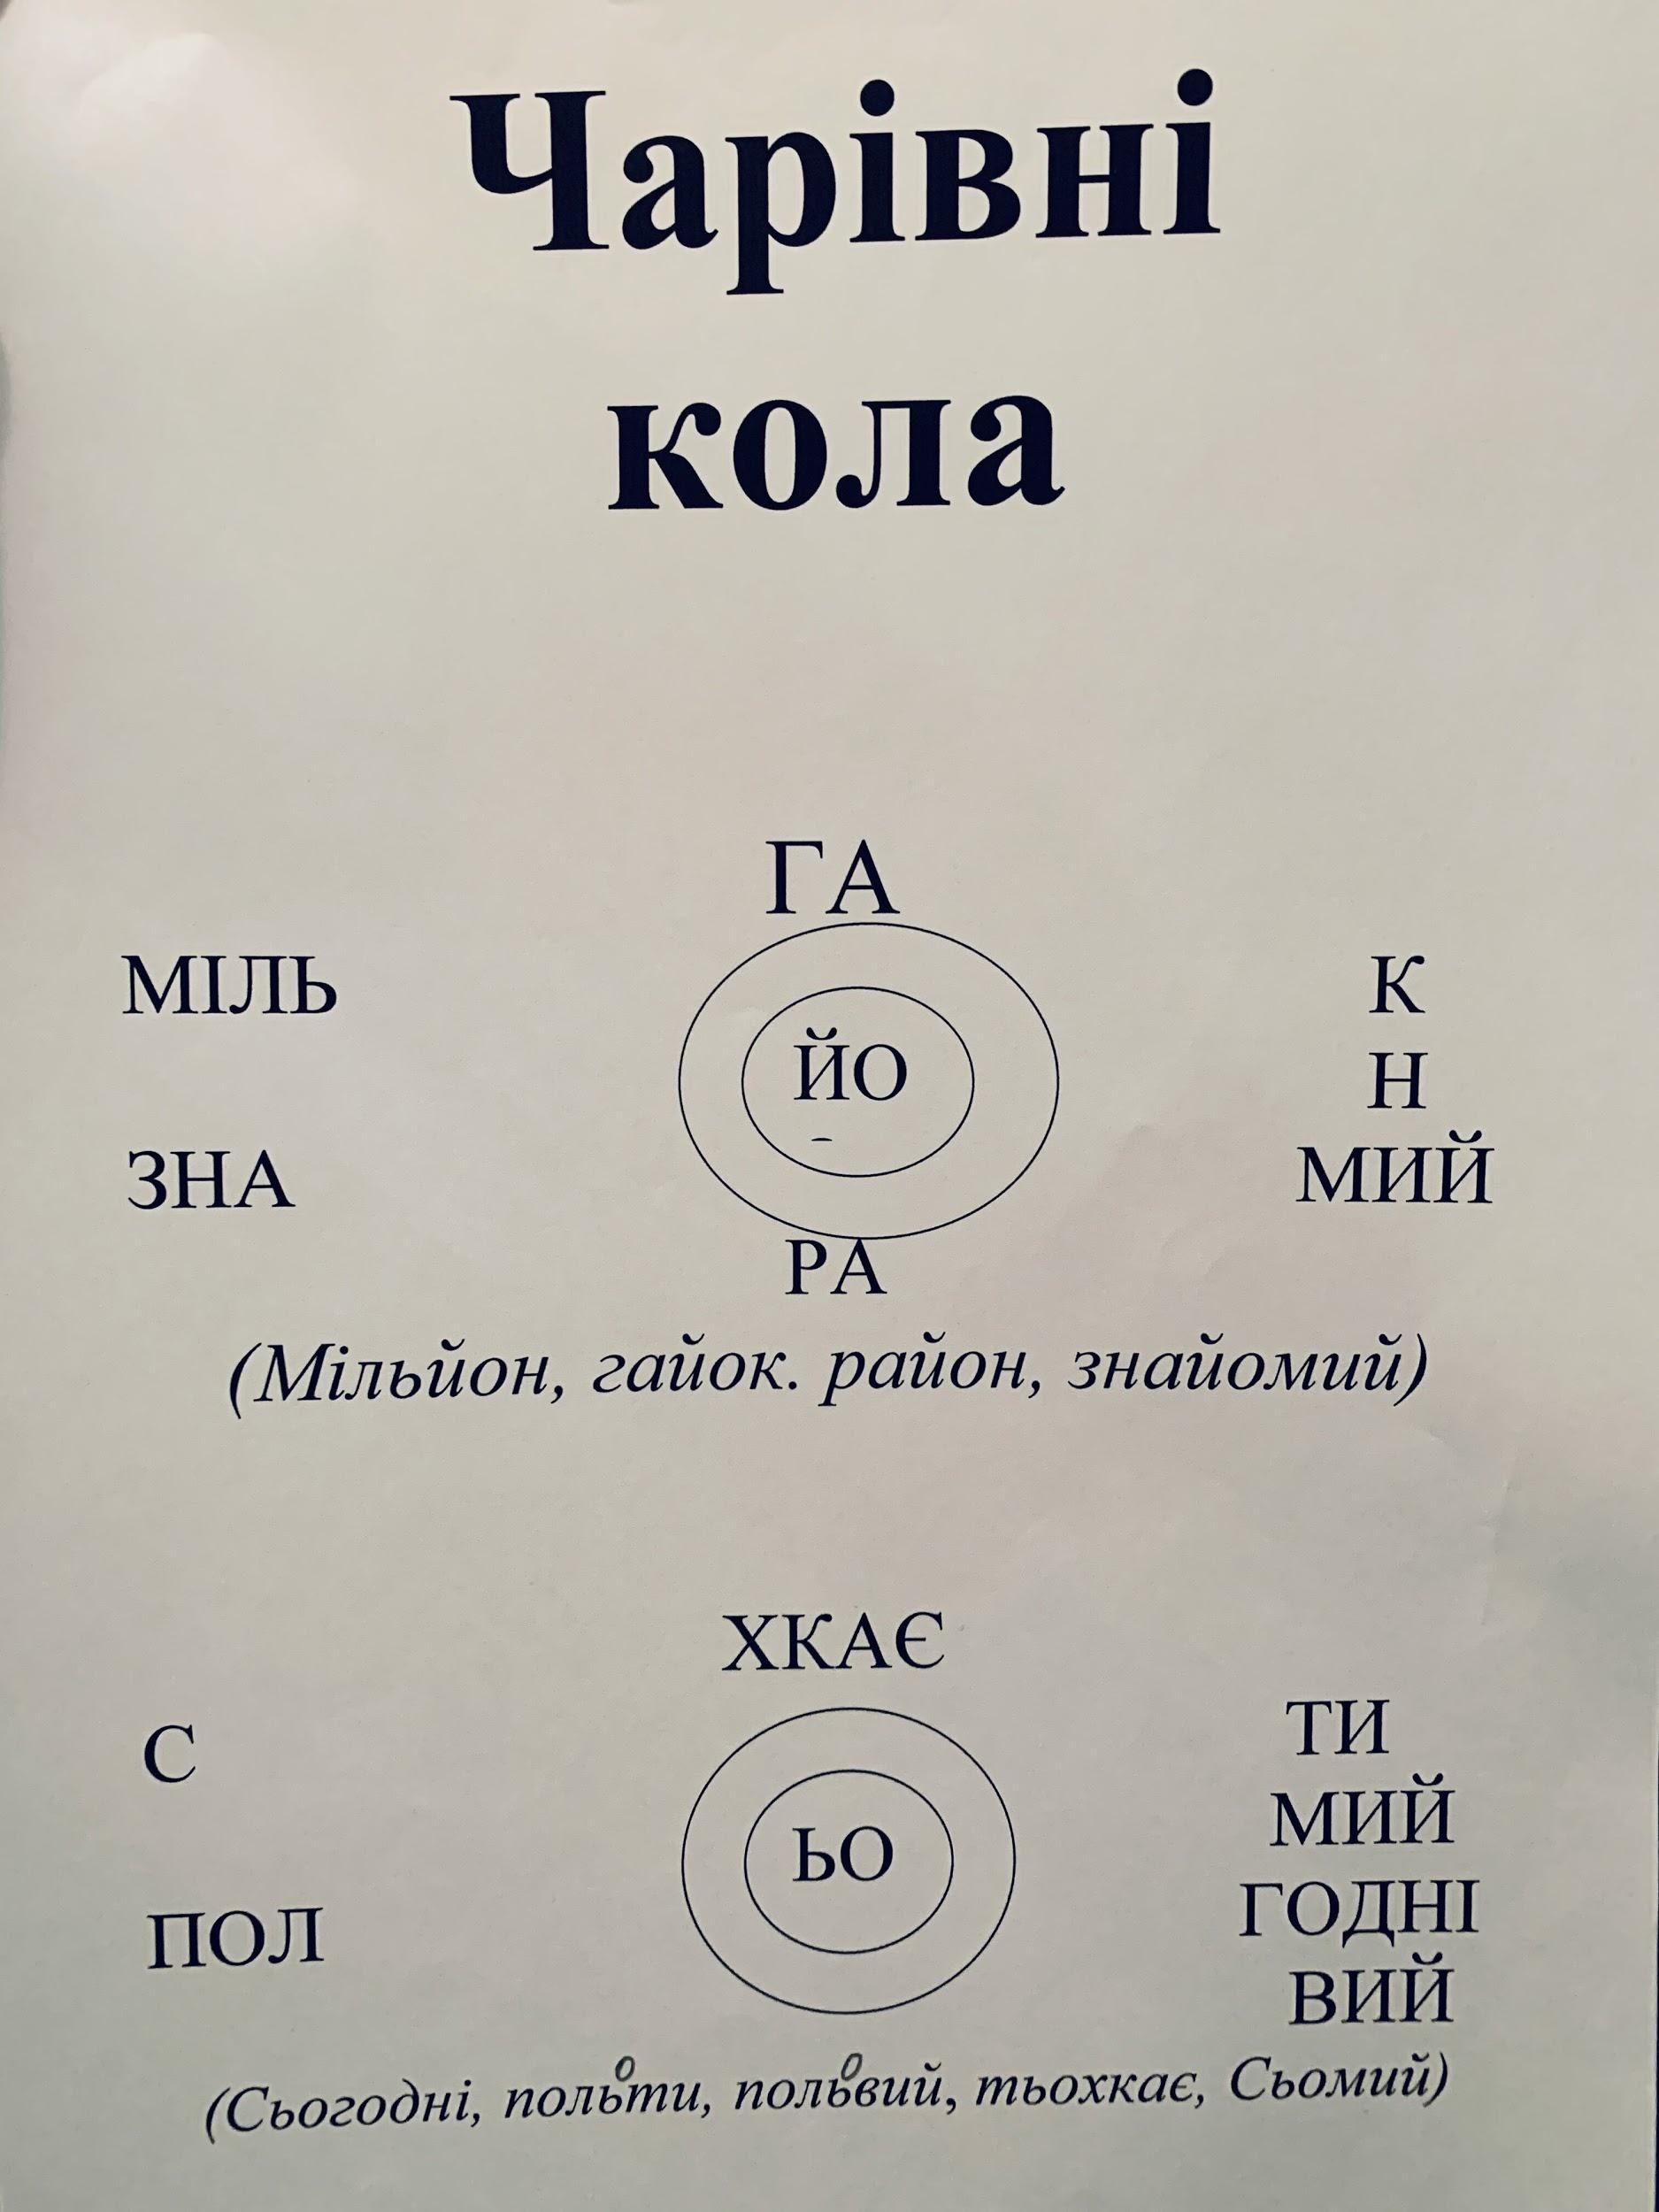 Чарівні
кола
ГА
МІЛЬ
К
ЙО
Н
ЗНА
МИЙ
РА
(Мільйон, гайок. район, знайомий)
ХКАЄ
С
ТИ
МИЙ
ЬО
ГОДНІ
ПОЛ
ВИЙ
(Сьогодні, польоти, польовий, тьохкає, Сьомий)